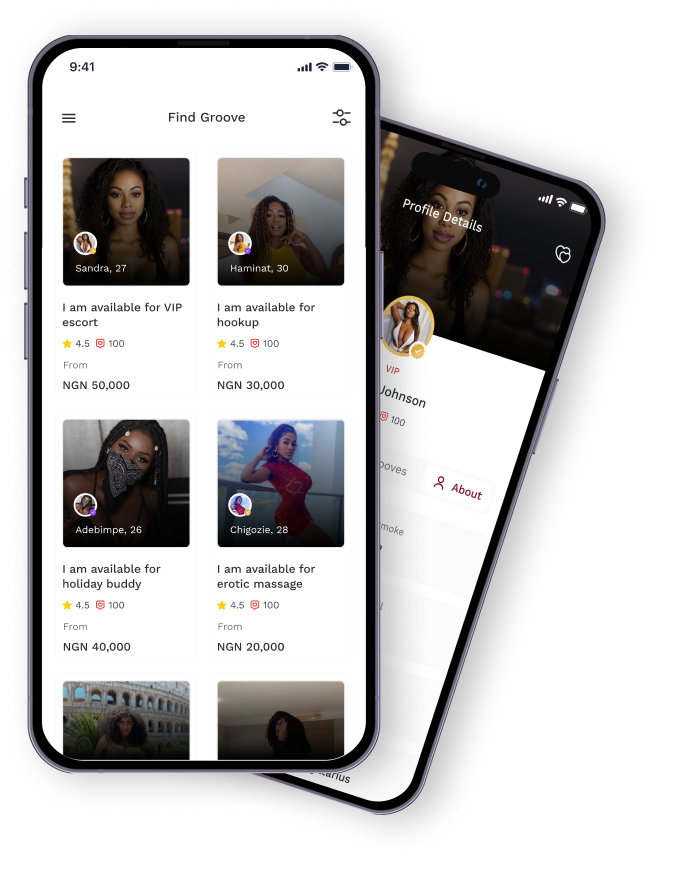 9:41
Find Groove
Sandra, 27
Haminat, 30
I am available for VIP
escort
4.5 100
From
NGN 50,000
I am available for
hookup
4.5 100
From
NGN 30,000
Adebimpe, 26
Chigozie, 28
I am available for
holiday buddy
4.5 100
From
NGN 40,000
I am available for
erotic massage
4.5 100
From
NGN 20,000
Profile Details
VIP
Johnson
100
About